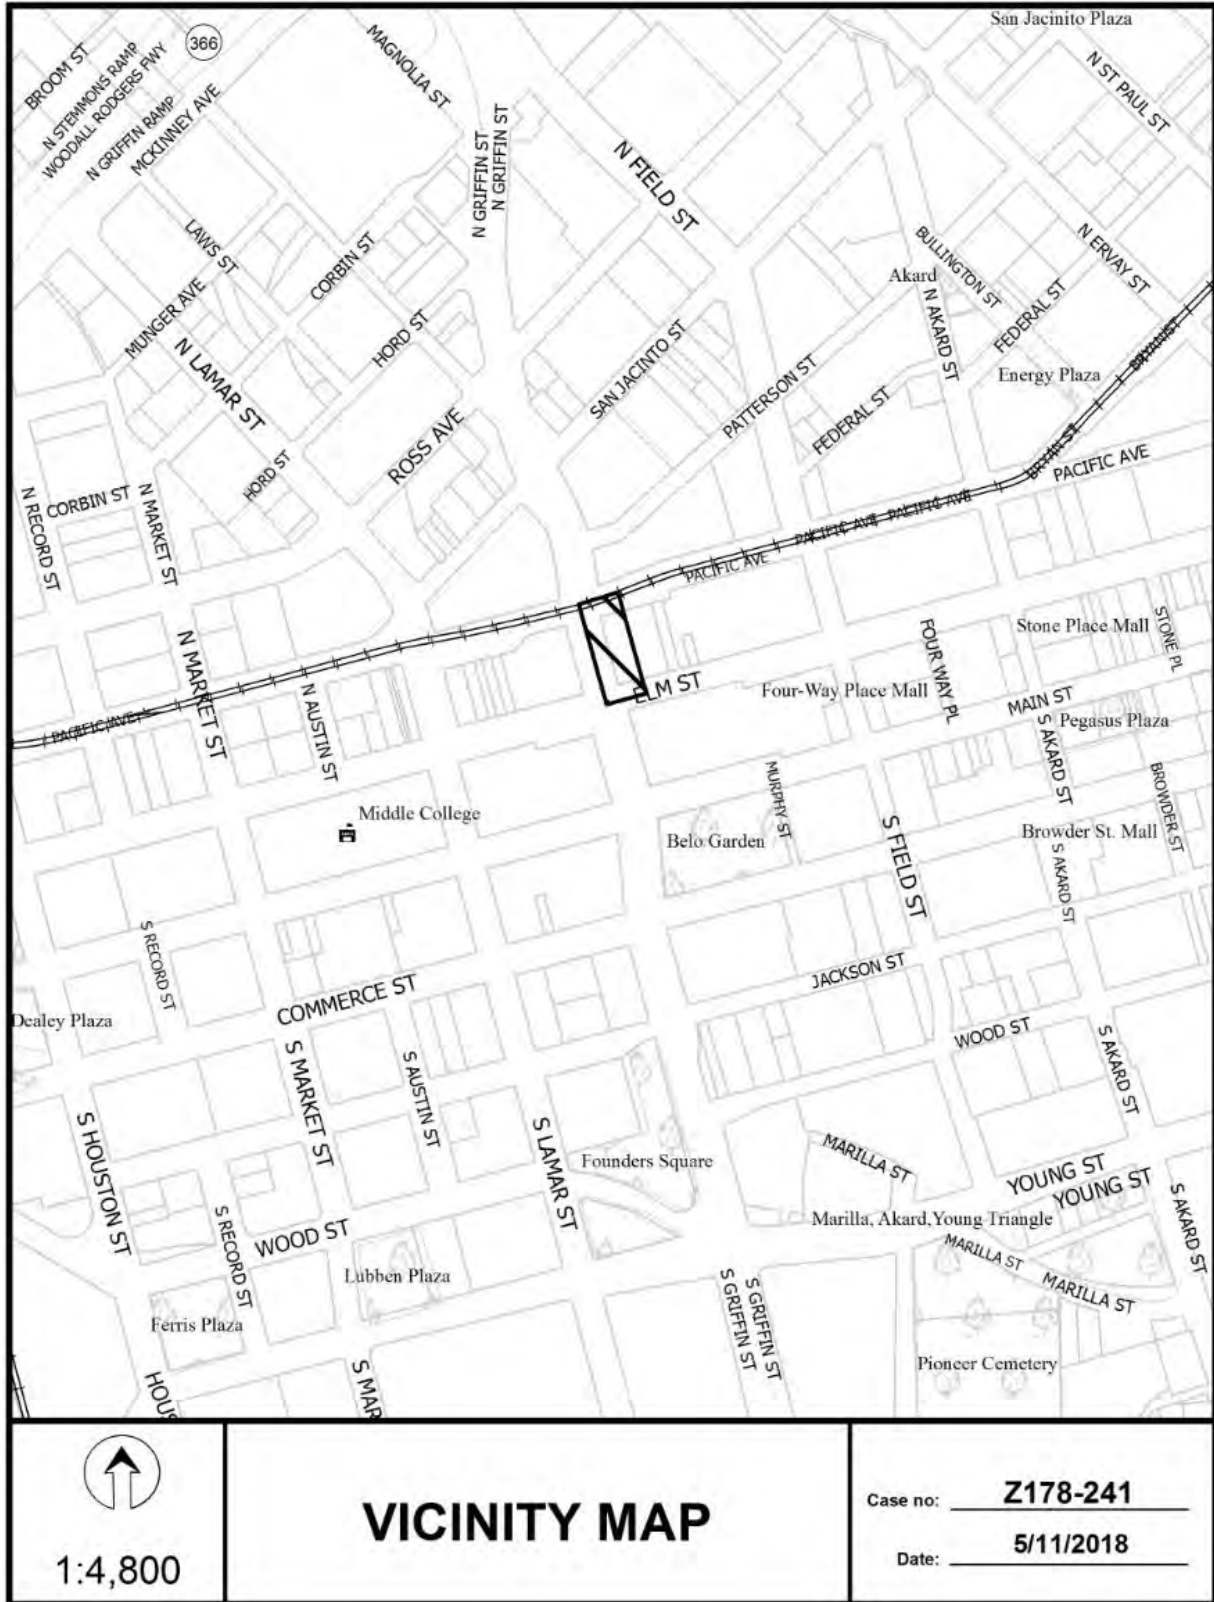 San Jacinito Plaza
366
BROOM ST
N STEMMONS RAMP
WOODALL RODGERS FWY
N GRIFFIN RAMP
MCKINNEY AVE
MAGNOLIA ST
N GRIFFIN ST
N GRIFFIN ST
N FIELD ST
N ST PAUL ST
LAWS ST
CORBIN ST
MUNGER AVE
HORD ST
N LAMAR ST
Akard
BULLINGTON ST
N ERVAY ST
N AKARD ST
FEDERAL ST
BRYAN ST
Energy Plaza
SAN JACINTO ST
PATTERSON ST
FEDERAL ST
ROSS AVE
HORD ST
BRYAN ST
PACIFIC AVE
CORBIN ST
N RECORD ST
N MARKET ST
PACIFIC AVE
PACIFIC AVE
PACIFIC AVE
Stone Place Mall
STONE PL
FOUR WAY PL
N MARKET ST
N AUSTIN ST
ELM ST
Four-Way Place Mall
MAIN ST
Pegasus Plaza
PACIFIC AVE
S AKARD ST
MURPHY ST
BROWDER ST
Middle College
Belo Garden
S FIELD ST
Browder St. Mall
S AKARD ST
S RECORD ST
JACKSON ST
COMMERCE ST
Dealey Plaza
WOOD ST
S MARKET ST
S AUSTIN ST
S AKARD ST
S HOUSTON ST
S LAMAR ST
Founders Square
MARILLA ST
YOUNG ST
YOUNG ST
S AKARD ST
Marilla, Akard,Young Triangle
S RECORD ST
WOOD ST
MARILLA ST
MARILLA ST
Lubben Plaza
S GRIFFIN ST
S GRIFFIN ST
Ferris Plaza
Pioneer Cemetery
HOUS
S MAR
1:4,800
VICINITY MAP
Case no: Z178-241
Date: 5/11/2018